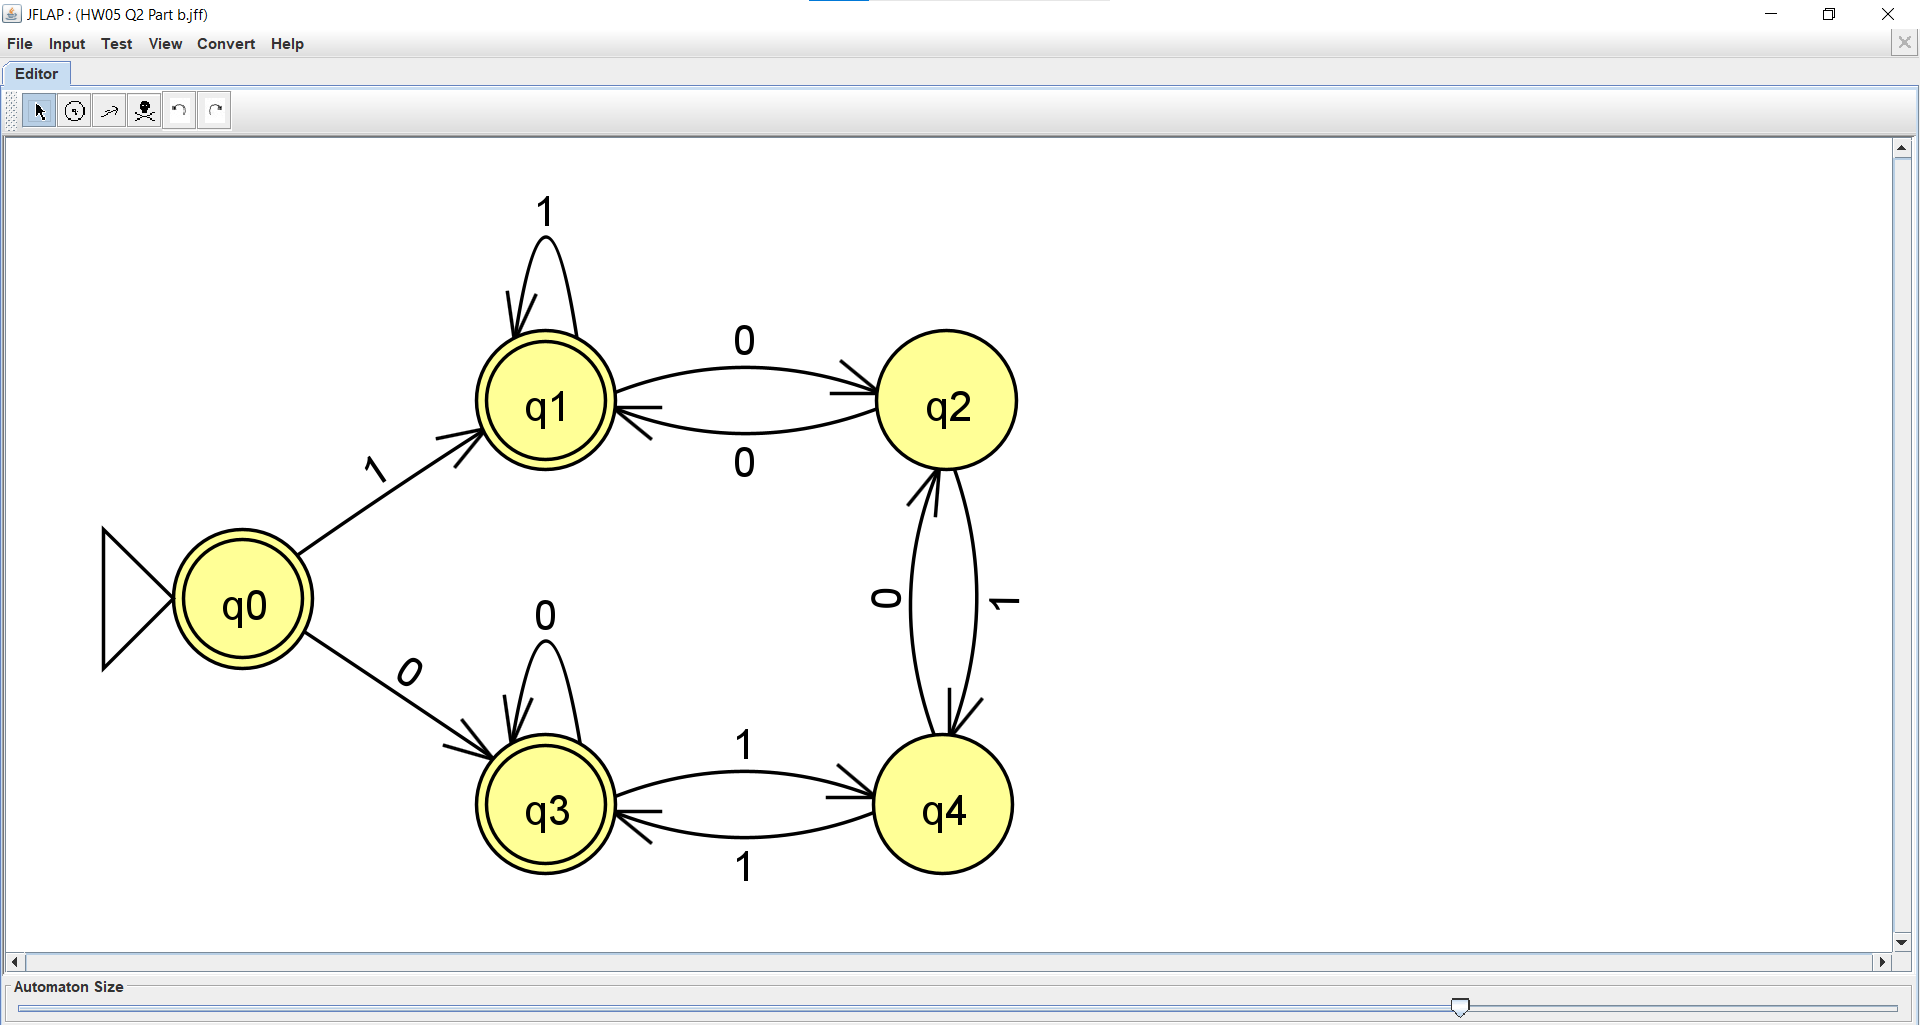 JFLAP : (HW05 Q2 Part b.jff)
File Input Test View Convert Help
Editor
1
0
q1
q2
0
1
q0
0
0
0
1
1
q3
q4
1
Automaton Size